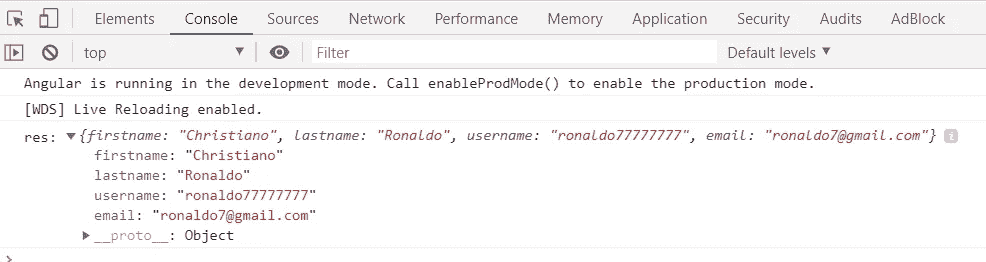 Elements Console Sources Network Performance Memory Application Security Audits AdBlock
top ▼ Filter Default levels ▼
Angular is running in the development mode. Call enableProdMode() to enable the production mode.
[WDS] Live Reloading enabled.
res: ▼{firstname: "Christiano", lastname: "Ronaldo", username: "ronaldo77777777", email: "ronaldo7@gmail.com"} i
firstname: "Christiano"
lastname: "Ronaldo"
username: "ronaldo77777777"
email: "ronaldo7@gmail.com"
▶__proto__: Object
>